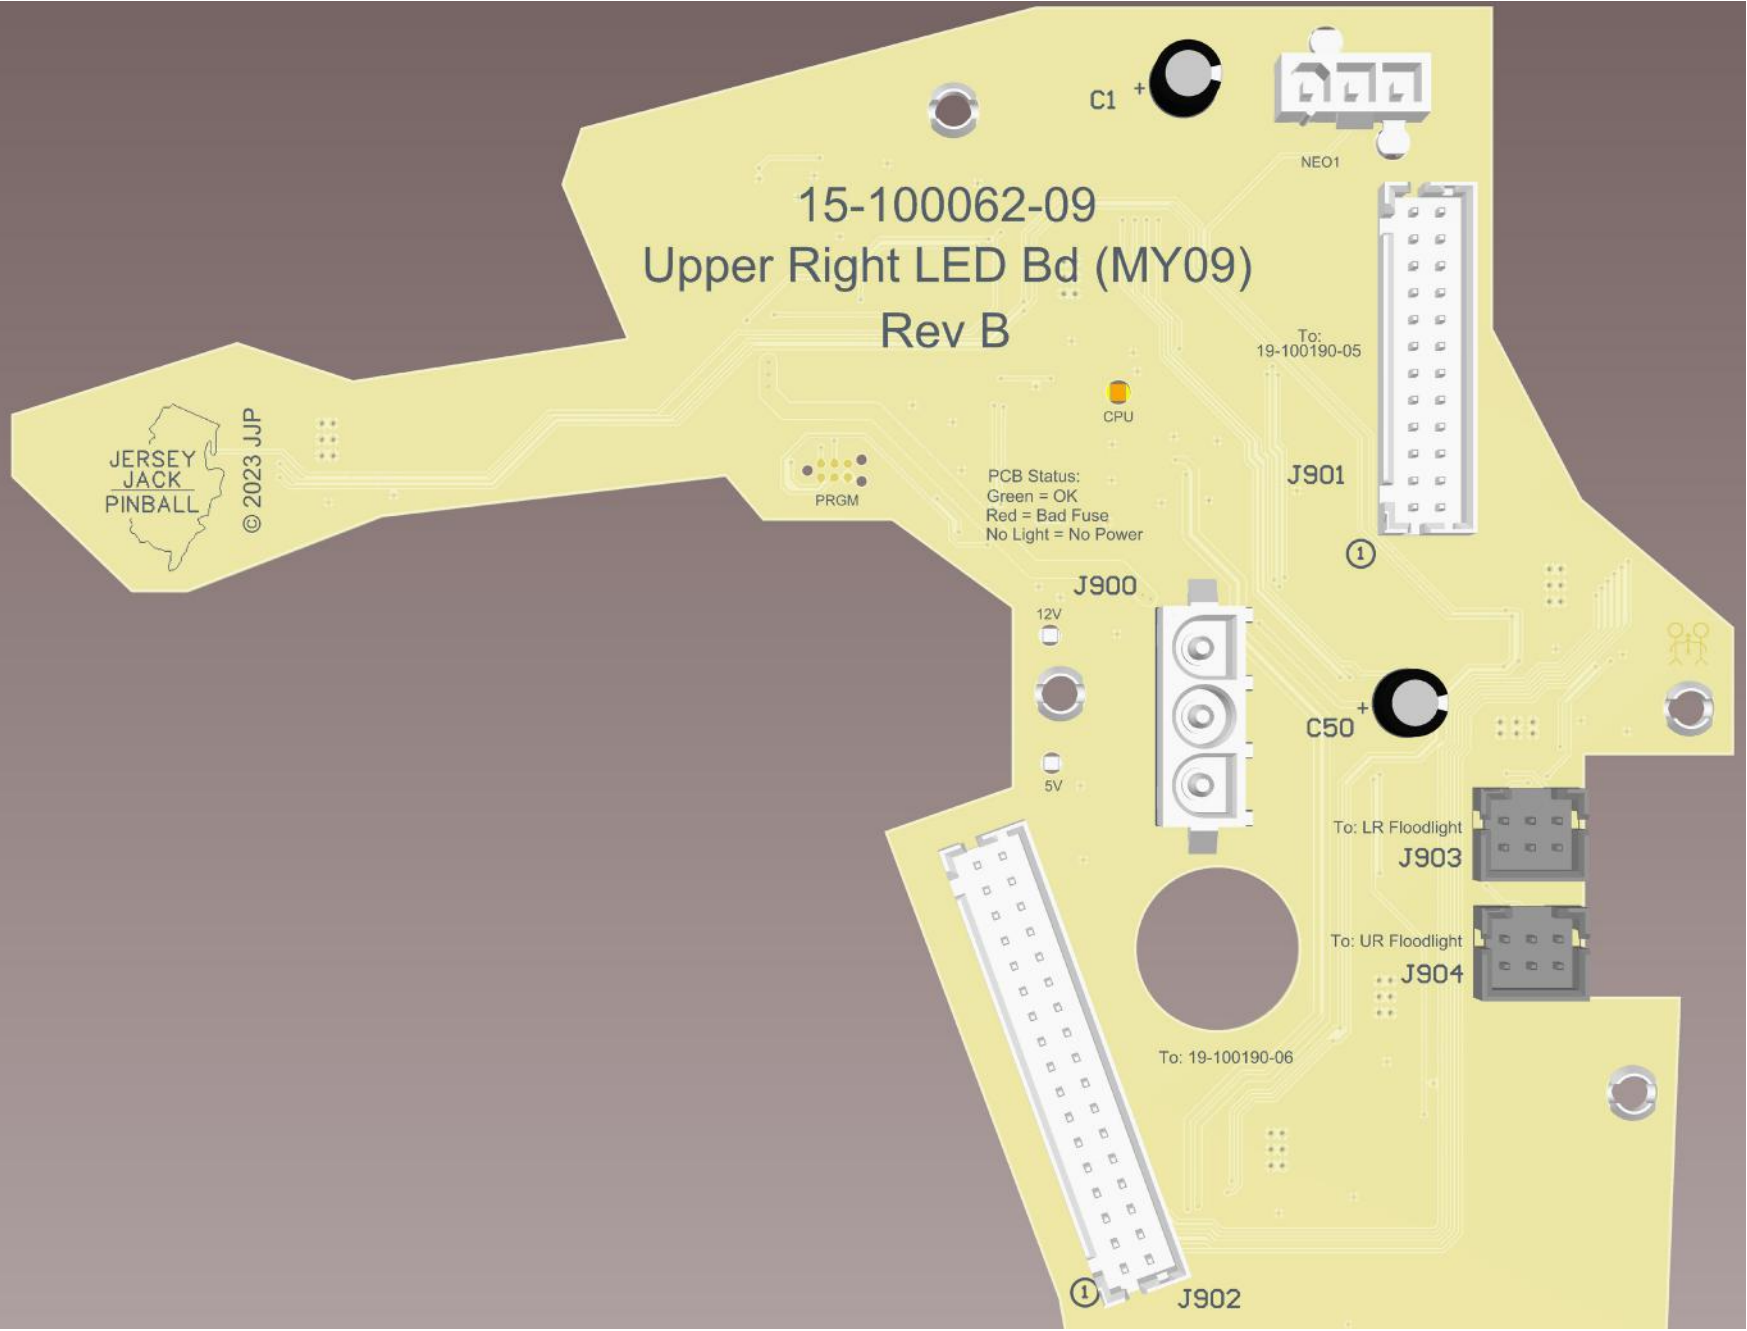 C1 +
NEO1
15-100062-09
Upper Right LED Bd (MY09)
Rev B
To:
19-100190-05
CPU
JERSEY
JACK
PINBALL
© 2023 JJP
PRGM
J901
PCB Status:
Green = OK
Red = Bad Fuse
No Light = No Power
1
J900
12V
C50 +
5V
To: LR Floodlight
J903
To: UR Floodlight
J904
To: 19-100190-06
1
J902